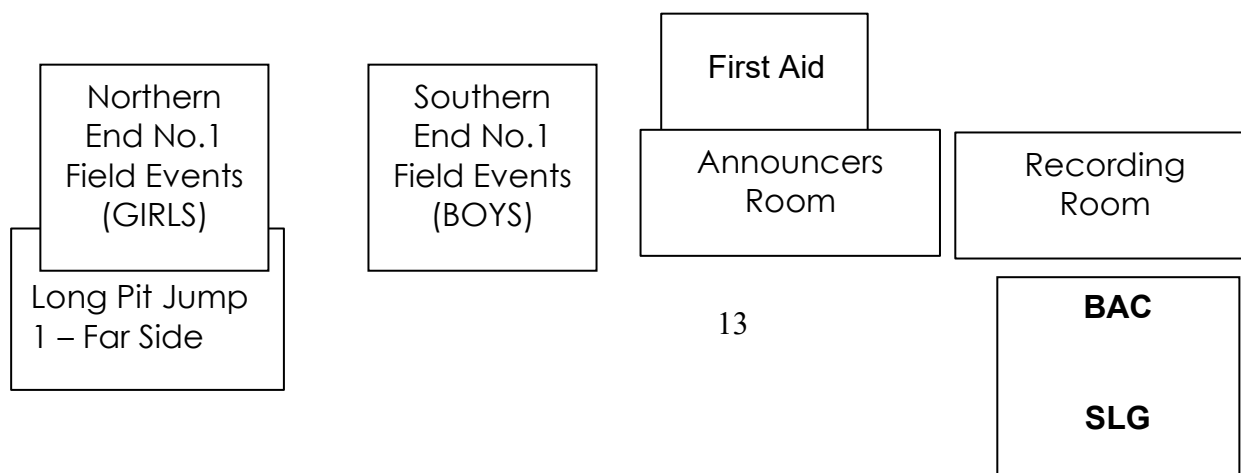 Northern
End No.1
Field Events
(GIRLS)
Long Pit Jump
1 – Far Side
Southern
End No.1
Field Events
(BOYS)
First Aid
Announcers
Room
Recording
Room
13
BAC
SLG